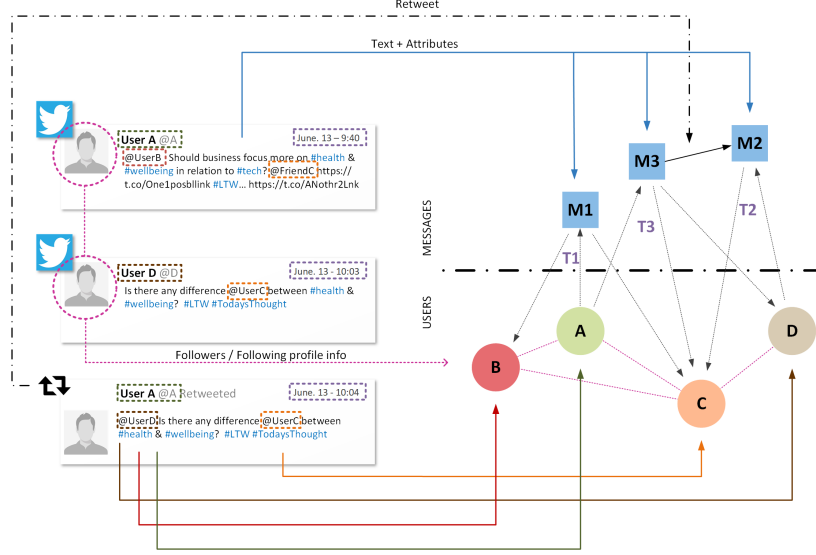 Retweet
Text + Attributes
User A @A
June. 13 – 9:40
@UserB Should business focus more on #health &
#wellbeing in relation to #tech? @FriendC https://
t.co/One1posbllink #LTW... https://t.co/ANothr2Lnk
User D @D
June. 13 - 10:03
Is there any difference @UserC between #health &
#wellbeing? #LTW #TodaysThought
Followers / Following profile info
User A @A Retweeted
June. 13 - 10:04
@UserD Is there any difference @UserC between
#health & #wellbeing? #LTW #TodaysThought
MESSAGES
USERS
M1
M3
M2
T1
T3
T2
A
B
C
D